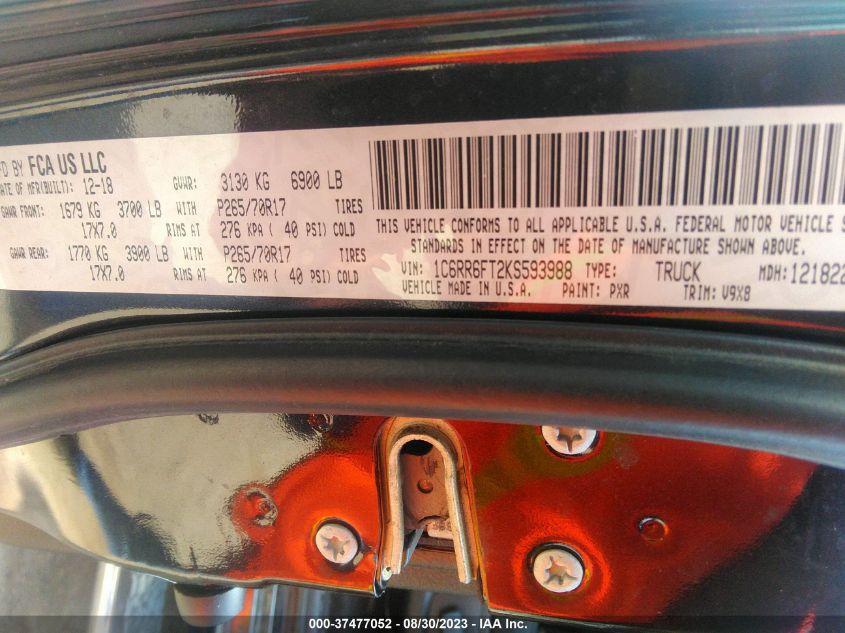 FD BY FCA US LLC
DATE OF MFR(BUILT): 12-18 GVWR: 3130 KG 6900 LB
GAWR FRONT: 1679 KG 3700 LB WITH P265/70R17 TIRES
17X7.0 RIMS AT 276 KPA ( 40 PSI) COLD
GAWR REAR: 1770 KG 3900 LB WITH P265/70R17 TIRES
17X7.0 RIMS AT 276 KPA ( 40 PSI) COLD
THIS VEHICLE CONFORMS TO ALL APPLICABLE U.S.A. FEDERAL MOTOR VEHICLE S
STANDARDS IN EFFECT ON THE DATE OF MANUFACTURE SHOWN ABOVE.
VIN: 1C6RR6FT2KS593988 TYPE: TRUCK MDH: 121822
VEHICLE MADE IN U.S.A. PAINT: PXR TRIM: V9X8
000-37477052 - 08/30/2023 - IAA Inc.